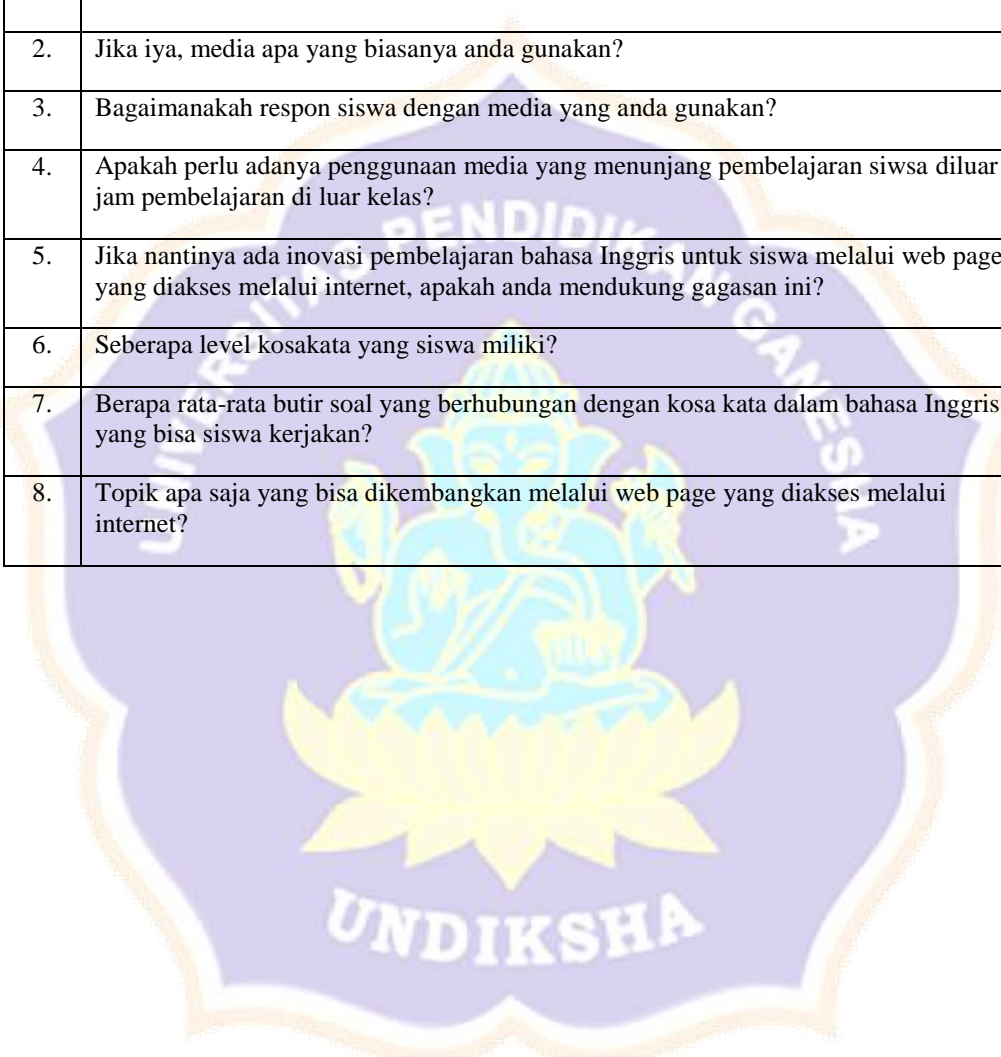 2. Jika iya, media apa yang biasanya anda gunakan?
3. Bagaimanakah respon siswa dengan media yang anda gunakan?
4. Apakah perlu adanya penggunaan media yang menunjang pembelajaran siwsa diluar
jam pembelajaran di luar kelas?
5. Jika nantinya ada inovasi pembelajaran bahasa Inggris untuk siswa melalui web page
yang diakses melalui internet, apakah anda mendukung gagasan ini?
6. Seberapa level kosakata yang siswa miliki?
7. Berapa rata-rata butir soal yang berhubungan dengan kosa kata dalam bahasa Inggris
yang bisa siswa kerjakan?
8. Topik apa saja yang bisa dikembangkan melalui web page yang diakses melalui
internet?
UNIVERSITAS PENDIDIKAN GANESHA
UNDIKSHA